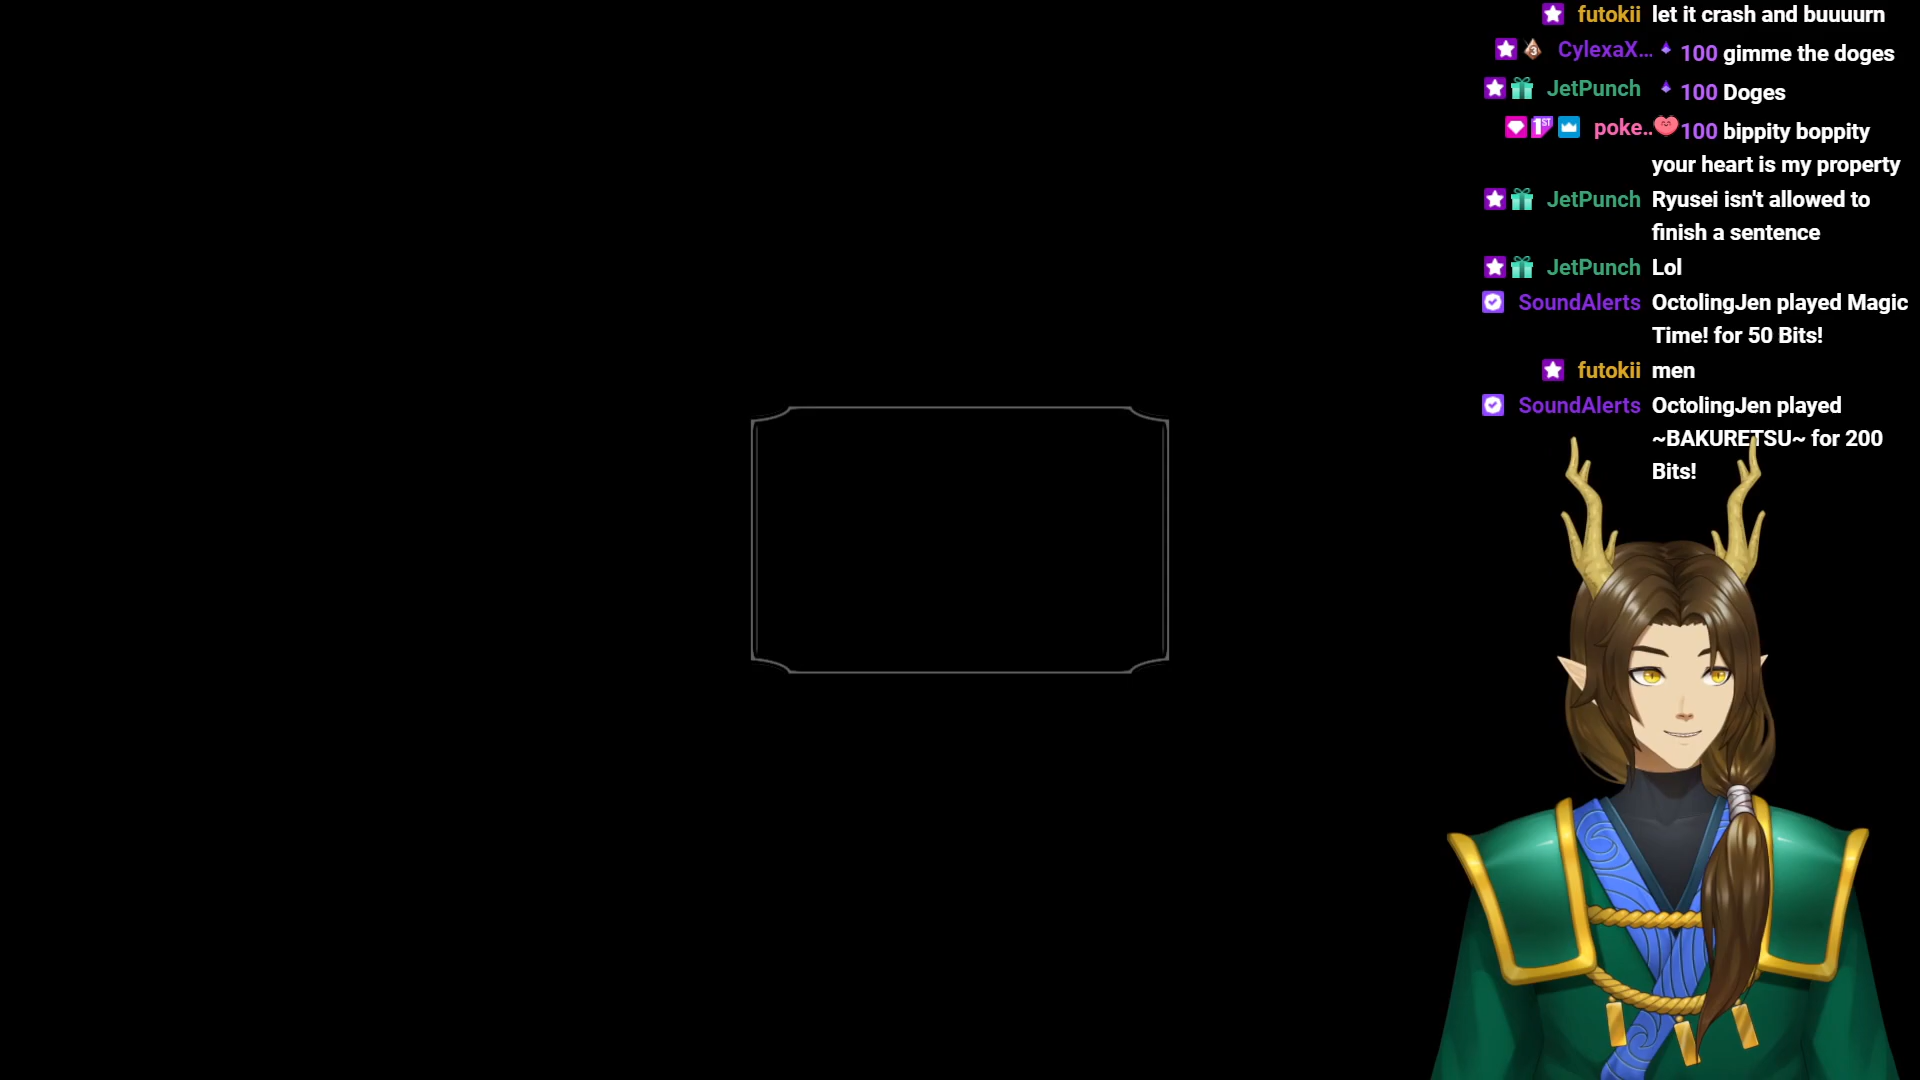 futokii let it crash and buuuurn
CylexaX... 100 gimme the doges
JetPunch 100 Doges
poke.. 100 bippity boppity
your heart is my property
JetPunch Ryusei isn't allowed to
finish a sentence
JetPunch Lol
SoundAlerts OctolingJen played Magic
Time! for 50 Bits!
futokii men
SoundAlerts OctolingJen played
~BAKURETSU~ for 200
Bits!